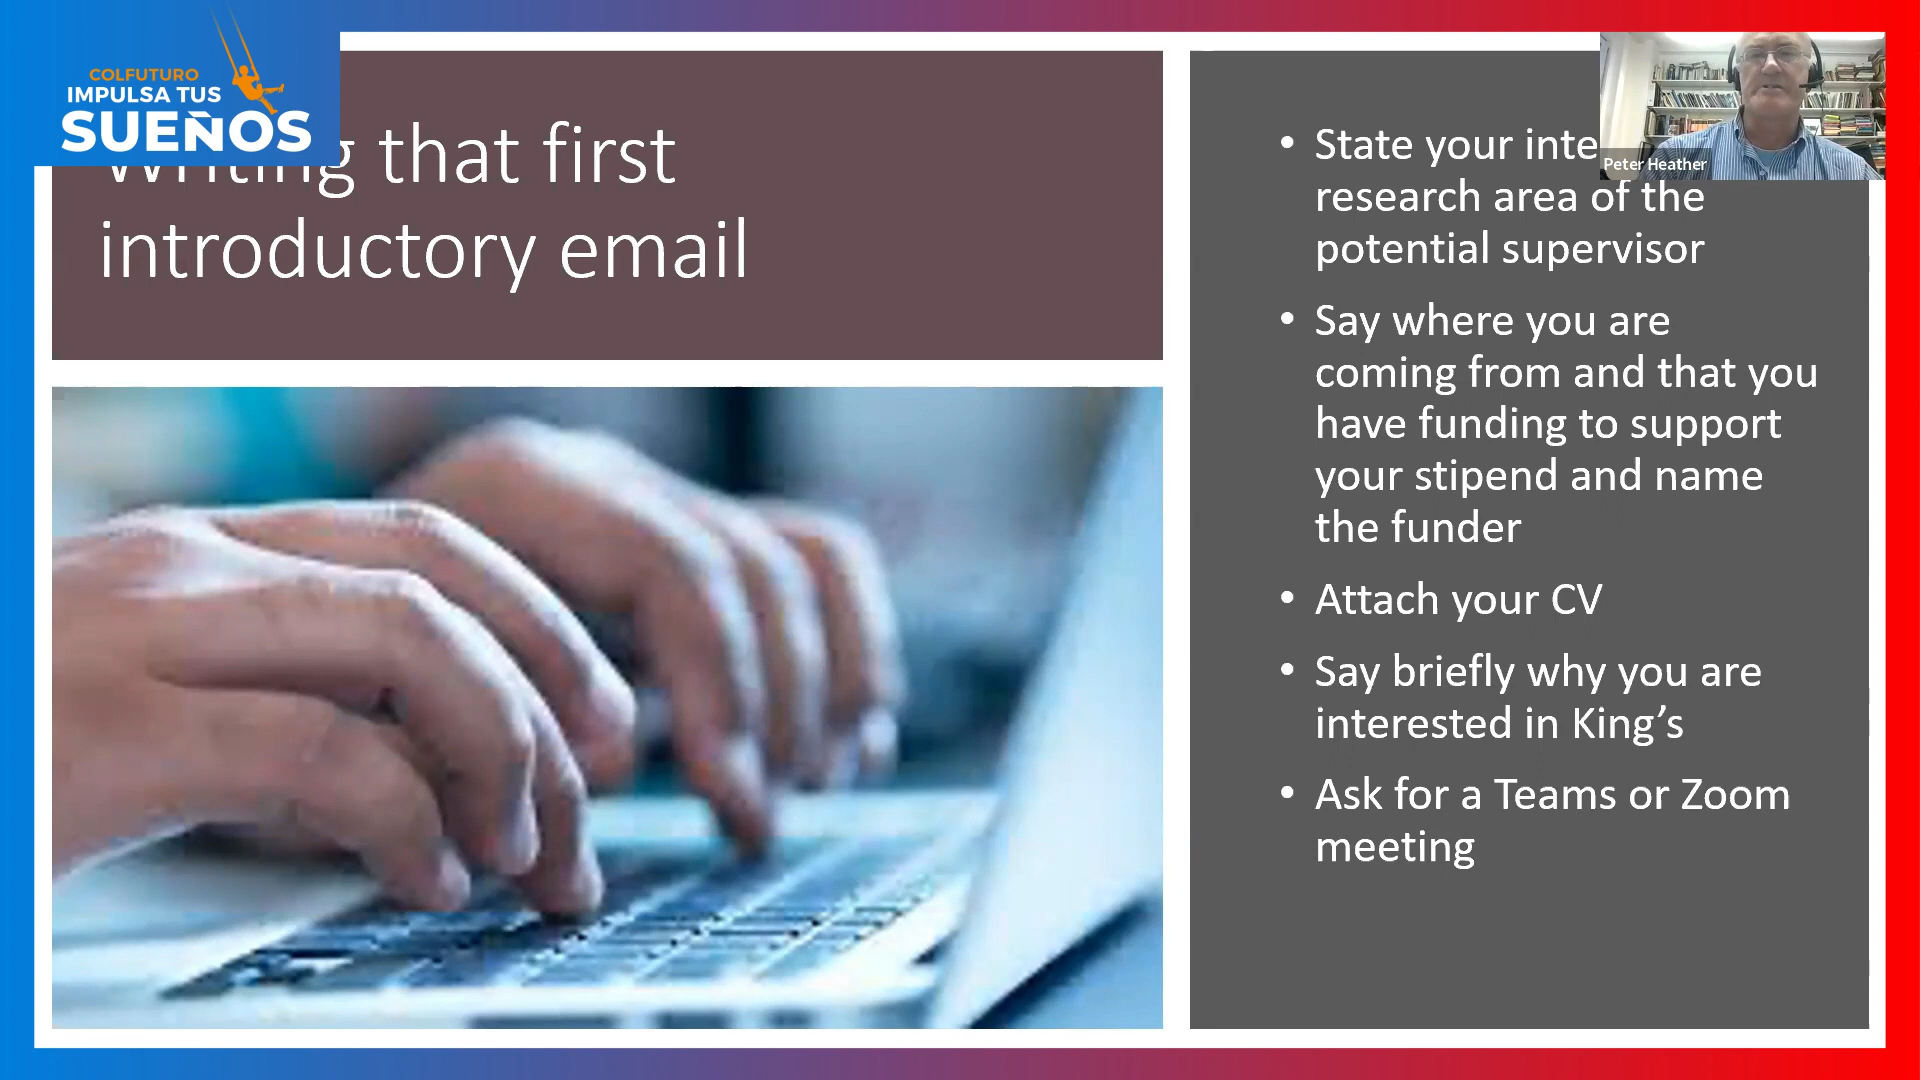 COLFUTURO
IMPULSA TUS
SUEÑOS
Writing that first
introductory email
• State your inte
research area of the
potential supervisor
• Say where you are
coming from and that you
have funding to support
your stipend and name
the funder
• Attach your CV
• Say briefly why you are
interested in King’s
• Ask for a Teams or Zoom
meeting
Peter Heather